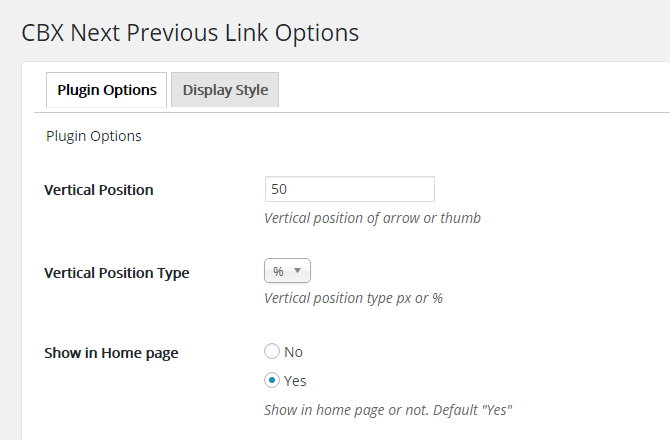 CBX Next Previous Link Options
Plugin Options Display Style
Plugin Options
Vertical Position 50
Vertical position of arrow or thumb
Vertical Position Type %
Vertical position type px or %
Show in Home page No
Yes
Show in home page or not. Default "Yes"